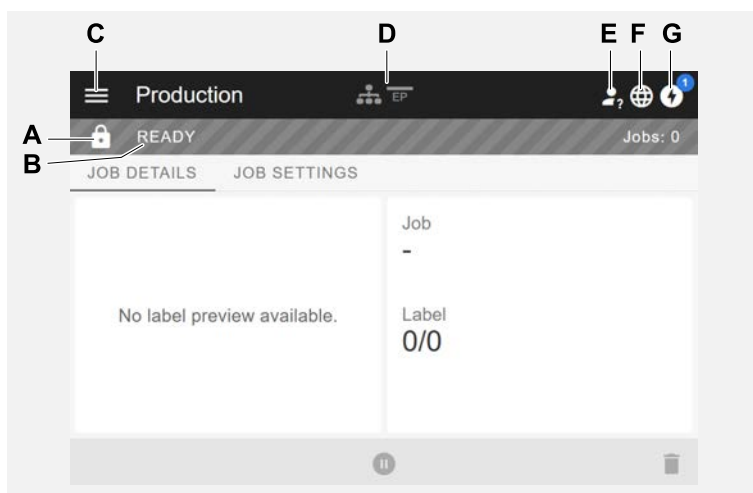 C D E F G
Production EP 1
A
READY Jobs: 0
B
JOB DETAILS JOB SETTINGS
Job
-
No label preview available.
Label
0/0